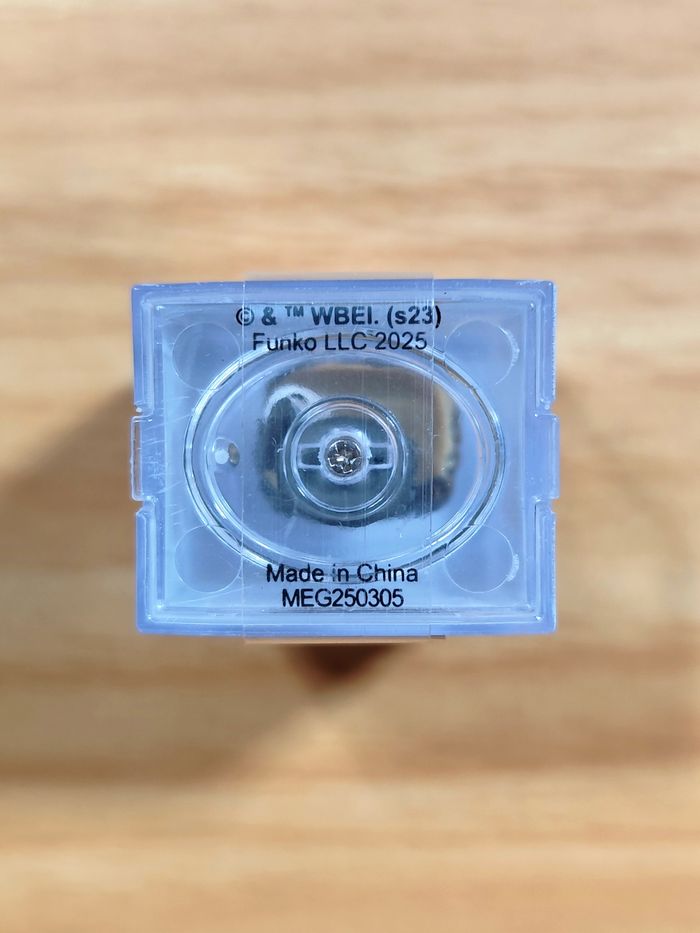 © & ™ WBEI. (s23)
Funko LLC 2025
Made in China
MEG250305